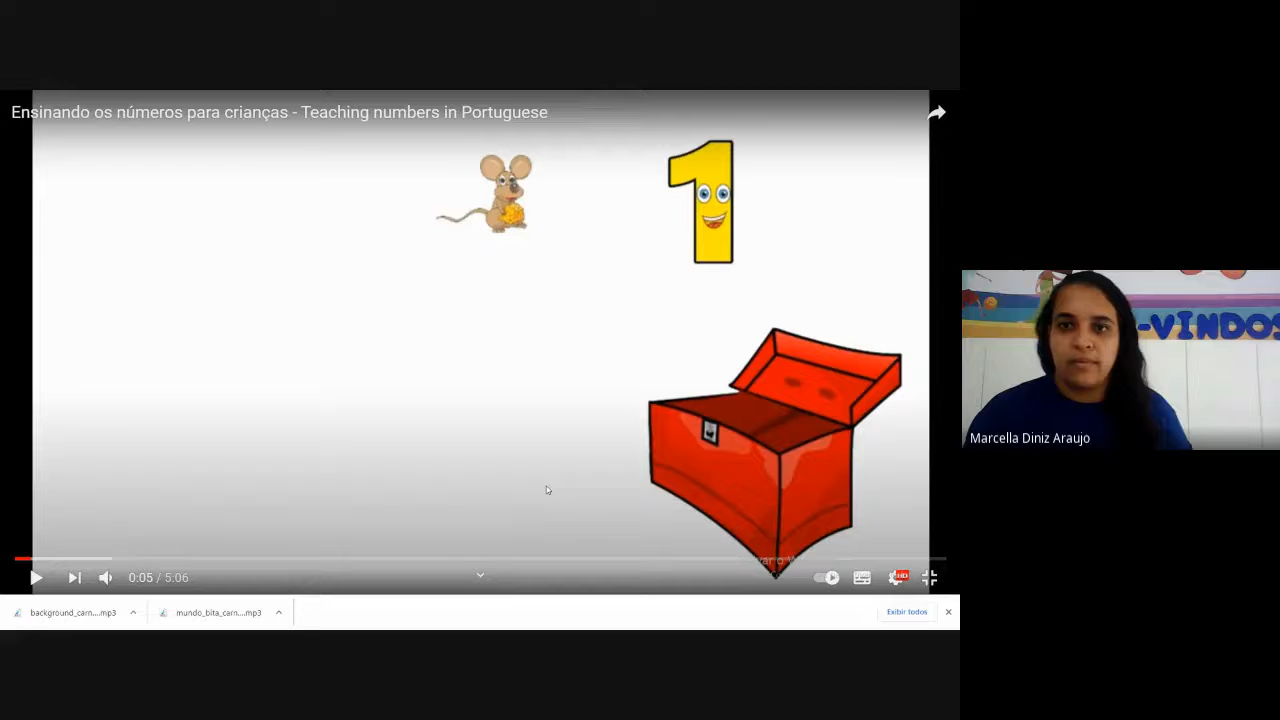 Ensinando os números para crianças - Teaching numbers in Portuguese
1
-VINDOS
Marcella Diniz Araujo
0:05 / 5:06
HD
background_carn....mp3
mundo_bita_carn....mp3
Exibir todos